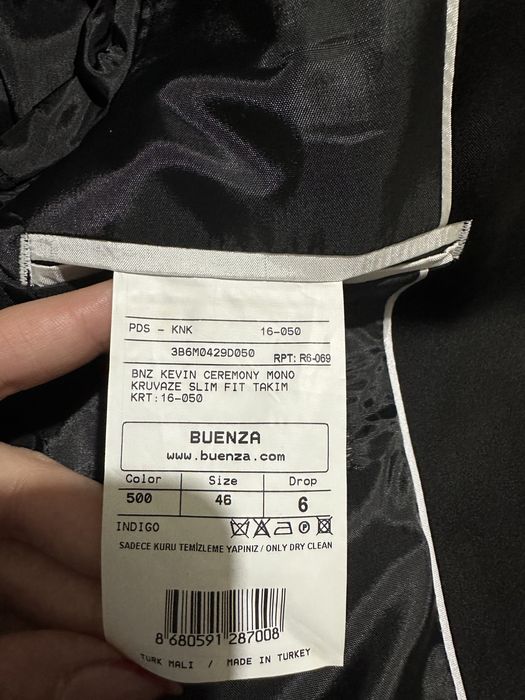 PDS - KNK 16-050
3B6M0429D050 RPT: R6-069
BNZ KEVIN CEREMONY MONO
KRUVAZE SLIM FIT TAKIM
KRT:16-050
BUENZA
www.buenza.com
Color Size Drop
500 46 6
INDIGO P
SADECE KURU TEMİZLEME YAPINIZ / ONLY DRY CLEAN
8 680591 287008
TURK MALI / MADE IN TURKEY